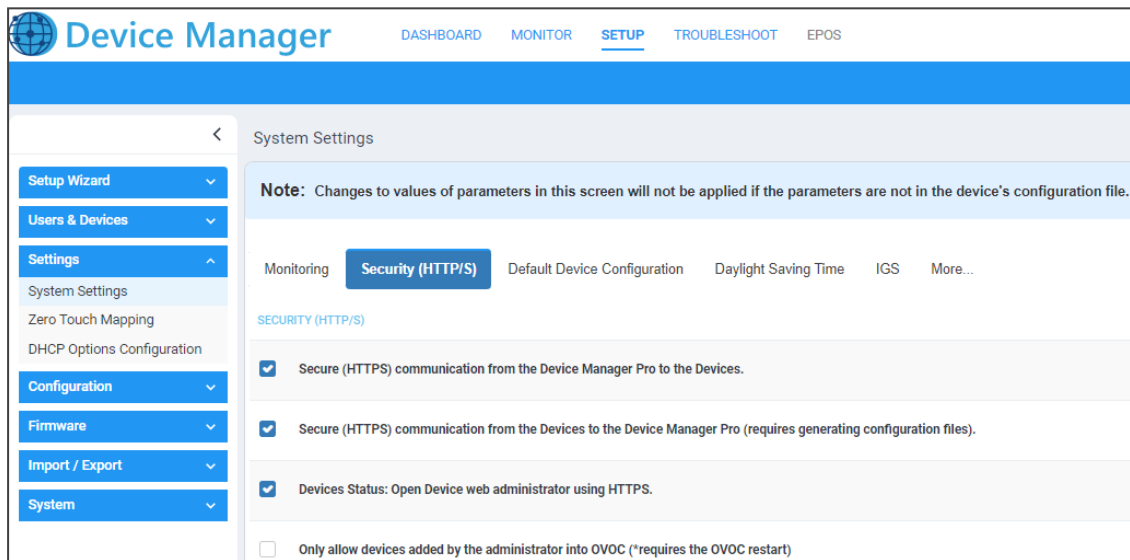 Device Manager
DASHBOARD MONITOR SETUP TROUBLESHOOT EPOS
System Settings
Setup Wizard
Users & Devices
Settings
System Settings
Zero Touch Mapping
DHCP Options Configuration
Configuration
Firmware
Import / Export
System
Note: Changes to values of parameters in this screen will not be applied if the parameters are not in the device's configuration file.
Monitoring Security (HTTP/S) Default Device Configuration Daylight Saving Time IGS More...
SECURITY (HTTP/S)
Secure (HTTPS) communication from the Device Manager Pro to the Devices.
Secure (HTTPS) communication from the Devices to the Device Manager Pro (requires generating configuration files).
Devices Status: Open Device web administrator using HTTPS.
Only allow devices added by the administrator into OVOC (*requires the OVOC restart)